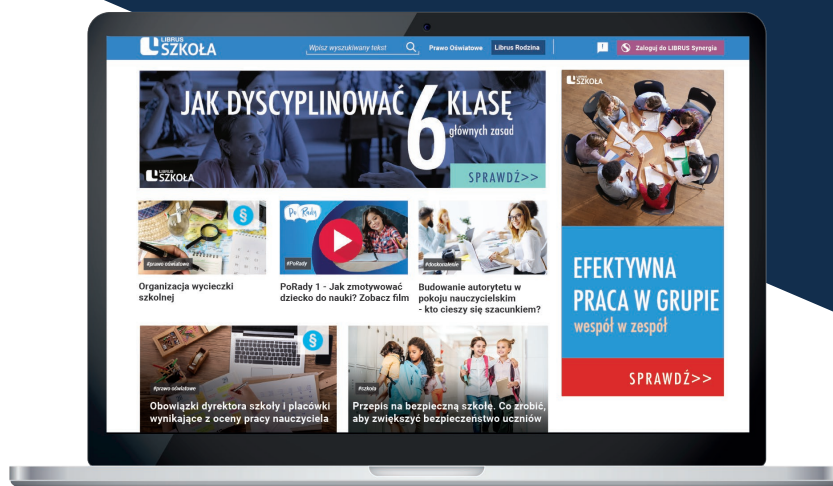 LIBRUS
SZKOŁA
Wpisz wyszukiwany tekst
Prawo Oświatowe
Librus Rodzina
Zaloguj do LIBRUS Synergia
JAK DYSCYPLINOWAĆ 6 KLASĘ
głównych zasad
LIBRUS
SZKOŁA
SPRAWDŹ>>
LIBRUS
SZKOŁA
EFEKTYWNA
PRACA W GRUPIE
wespół w zespół
SPRAWDŹ>>
§
#prawo oświatowe
Organizacja wycieczki
szkolnej
Po Rady
#PoRady
PoRady 1 - Jak zmotywować
dziecko do nauki? Zobacz film
#doskonalenie
Budowanie autorytetu w
pokoju nauczycielskim
- kto cieszy się szacunkiem?
§
#prawo oświatowe
Obowiązki dyrektora szkoły i placówki
wynikające z oceny pracy nauczyciela
#szkoła
Przepis na bezpieczną szkołę. Co zrobić,
aby zwiększyć bezpieczeństwo uczniów